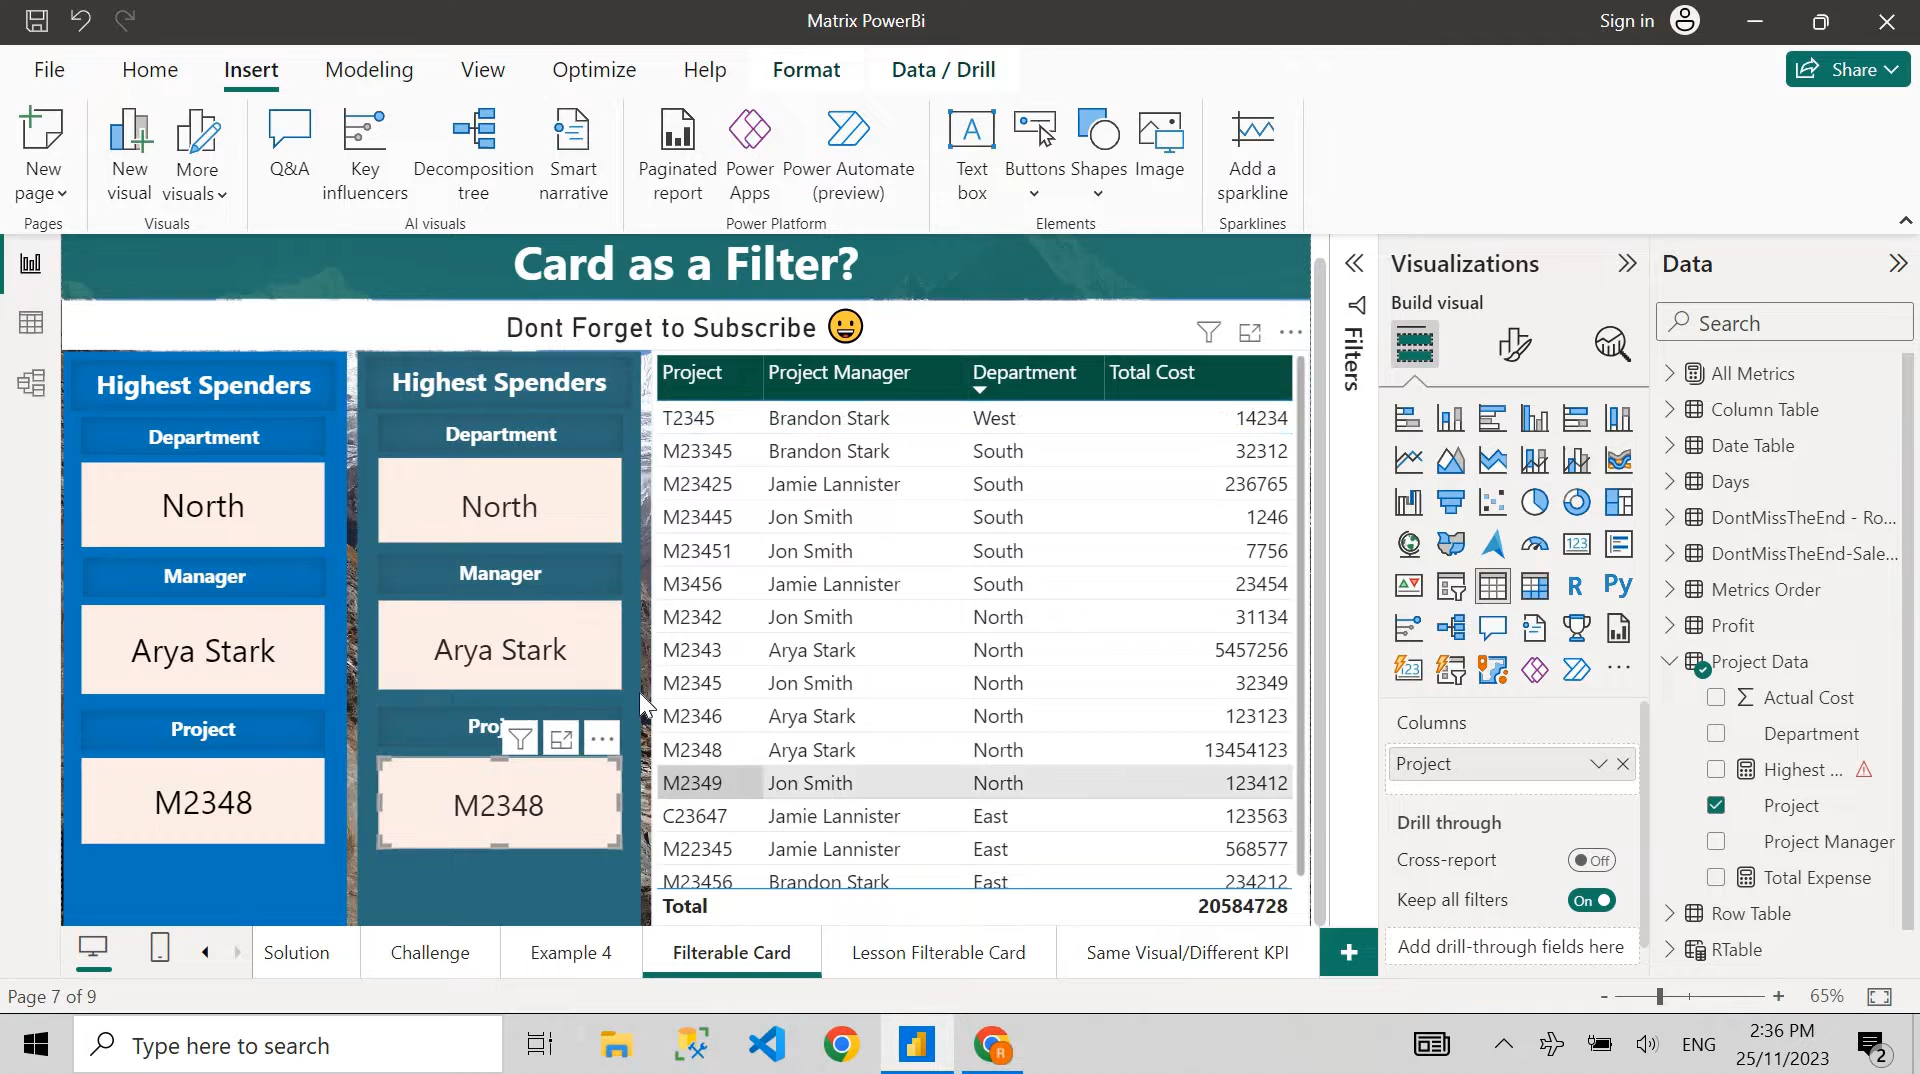 Matrix PowerBi
Sign in
File
Home
Insert
Modeling
View
Optimize
Help
Format
Data / Drill
Share
New page
New visual
More visuals
Q&A
Key influencers
Decomposition tree
Smart narrative
Paginated report
Power Apps
Power Automate (preview)
Text box
Buttons
Shapes
Image
Add a sparkline
Pages
Visuals
AI visuals
Power Platform
Elements
Sparklines
Card as a Filter?
Dont Forget to Subscribe 😀
Highest Spenders
Department
North
Manager
Arya Stark
Project
M2348
Highest Spenders
Department
North
Manager
Arya Stark
Proj
M2348
Project Project Manager Department Total Cost
T2345 Brandon Stark West 14234
M23345 Brandon Stark South 32312
M23425 Jamie Lannister South 236765
M23445 Jon Smith South 1246
M23451 Jon Smith South 7756
M3456 Jamie Lannister South 23454
M2342 Jon Smith North 31134
M2343 Arya Stark North 5457256
M2345 Jon Smith North 32349
M2346 Arya Stark North 123123
M2348 Arya Stark North 13454123
M2349 Jon Smith North 123412
C23647 Jamie Lannister East 123563
M22345 Jamie Lannister East 568577
M23456 Brandon Stark East 234212
Total 20584728
Filters
Visualizations
Build visual
123
R
Py
123
Columns
Project
Drill through
Cross-report
Off
Keep all filters
On
Add drill-through fields here
Data
Search
All Metrics
Column Table
Date Table
Days
DontMissTheEnd - Ro...
DontMissTheEnd-Sale...
Metrics Order
Profit
Project Data
Σ Actual Cost
Department
Highest ...
Project
Project Manager
Total Expense
Row Table
RTable
Solution
Challenge
Example 4
Filterable Card
Lesson Filterable Card
Same Visual/Different KPI
+
Page 7 of 9
- + 65%
Type here to search
R
ENG
2:36 PM
25/11/2023
2